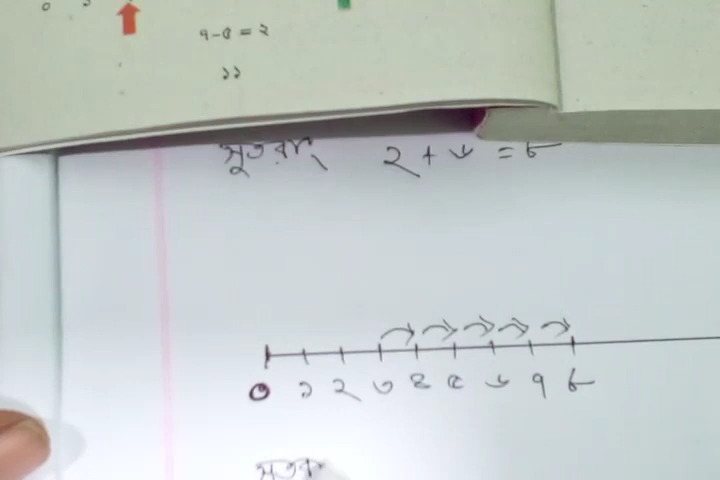 ৭-৫ = ২
১১
সুতরাং ২ + ৬ = ৮
০ ১ ২ ৩ ৪ ৫ ৬ ৭ ৮